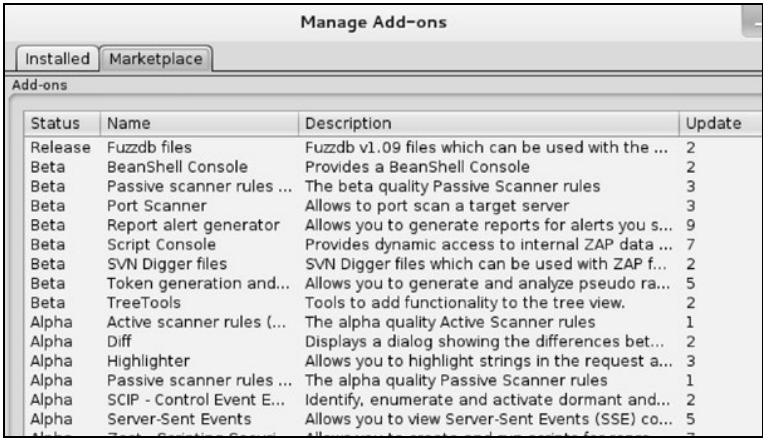 Manage Add-ons
Installed Marketplace
Add-ons
Status Name Description Update
Release Fuzzdb files Fuzzdb v1.09 files which can be used with the ... 2
Beta BeanShell Console Provides a BeanShell Console 2
Beta Passive scanner rules ... The beta quality Passive Scanner rules 3
Beta Port Scanner Allows to port scan a target server 3
Beta Report alert generator Allows you to generate reports for alerts you s... 9
Beta Script Console Provides dynamic access to internal ZAP data ... 7
Beta SVN Digger files SVN Digger files which can be used with ZAP f... 2
Beta Token generation and... Allows you to generate and analyze pseudo ra... 5
Beta TreeTools Tools to add functionality to the tree view. 2
Alpha Active scanner rules (... The alpha quality Active Scanner rules 1
Alpha Diff Displays a dialog showing the differences bet... 2
Alpha Highlighter Allows you to highlight strings in the request a... 3
Alpha Passive scanner rules ... The alpha quality Passive Scanner rules 1
Alpha SCIP - Control Event E... Identify, enumerate and activate dormant and... 2
Alpha Server-Sent Events Allows you to view Server-Sent Events (SSE) co... 5